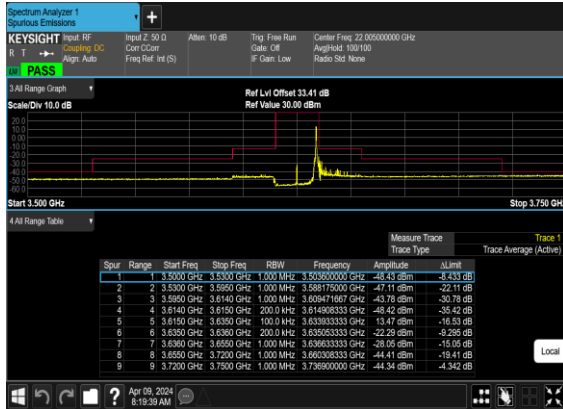 Spectrum Analyzer 1
Spurious Emissions
KEYSIGHT Input: RF Input Z: 50 Ω Atten: 10 dB Trig: Free Run Center Freq: 22.005000000 GHz
R T Coupling: DC Corr CCorr Gate: Off Avg|Hold: 100/100
Align: Auto Freq Ref: Int (S) IF Gain: Low Radio Std: None
PASS
3 All Range Graph
Ref Lvl Offset 33.41 dB
Scale/Div 10.0 dB Ref Value 30.00 dBm
20.0
10.0
0.00
-10.0
-20.0
-30.0
-40.0
-50.0
-60.0
Start 3.500 GHz Stop 3.750 GH
4 All Range Table
Measure Trace Trace 1
Trace Type Trace Average (Active)
Spur Range Start Freq Stop Freq RBW Frequency Amplitude ΔLimit
1 1 3.5000 GHz 3.5300 GHz 1.000 MHz 3.503600000 GHz -48.43 dBm -8.433 dB
2 2 3.5300 GHz 3.5950 GHz 1.000 MHz 3.588175000 GHz -47.11 dBm -22.11 dB
3 3 3.5950 GHz 3.6140 GHz 1.000 MHz 3.609471667 GHz -43.78 dBm -30.78 dB
4 4 3.6140 GHz 3.6150 GHz 200.0 kHz 3.614908333 GHz -48.42 dBm -35.42 dB
5 5 3.6150 GHz 3.6350 GHz 100.0 kHz 3.633933333 GHz 13.47 dBm -16.53 dB
6 6 3.6350 GHz 3.6360 GHz 200.0 kHz 3.635053333 GHz -22.29 dBm -9.295 dB
7 7 3.6360 GHz 3.6550 GHz 1.000 MHz 3.636633333 GHz -28.05 dBm -15.05 dB
8 8 3.6550 GHz 3.7200 GHz 1.000 MHz 3.660308333 GHz -44.41 dBm -19.41 dB
9 9 3.7200 GHz 3.7500 GHz 1.000 MHz 3.736900000 GHz -44.34 dBm -4.342 dB
Local
Apr 09, 2024
8:19:39 AM